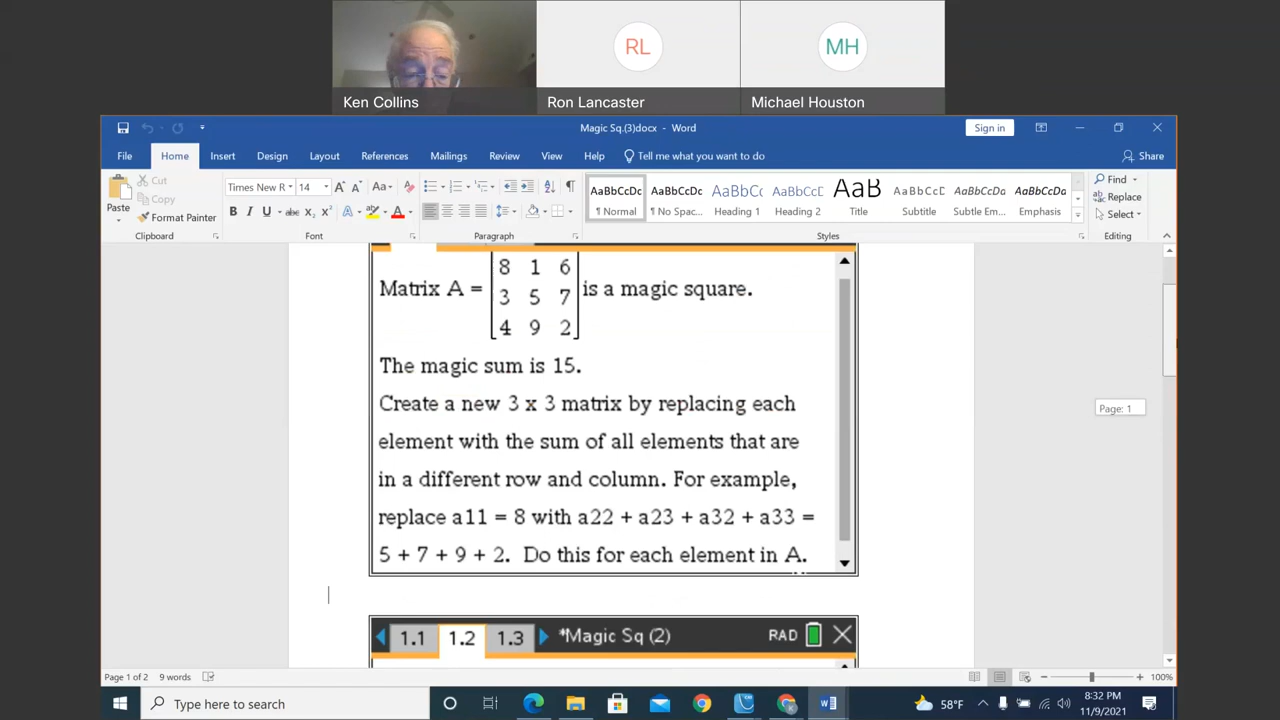 RL
MH
Ken Collins
Ron Lancaster
Michael Houston
Magic Sq.(3)docx - Word
Sign in
File
Home
Insert
Design
Layout
References
Mailings
Review
View
Help
Tell me what you want to do
Share
Paste
Cut
Copy
Format Painter
Clipboard
Times New R
14
Font
Paragraph
AaBbCcDc
¶ Normal
AaBbCcDc
¶ No Spac...
AaBbC(
Heading 1
AaBbCcC
Heading 2
AaB
Title
AaBbCcD
Subtitle
AaBbCcDc
Subtle Em...
AaBbCcDc
Emphasis
Styles
Find
Replace
Select
Editing
8 1 6
Matrix A = 3 5 7 is a magic square.
4 9 2
The magic sum is 15.
Create a new 3 x 3 matrix by replacing each
element with the sum of all elements that are
in a different row and column. For example,
replace a11 = 8 with a22 + a23 + a32 + a33 =
5 + 7 + 9 + 2. Do this for each element in A.
Page: 1
1.1 1.2 1.3 *Magic Sq (2) RAD
Page 1 of 2 9 words
100%
Type here to search
58°F
8:32 PM
11/9/2021